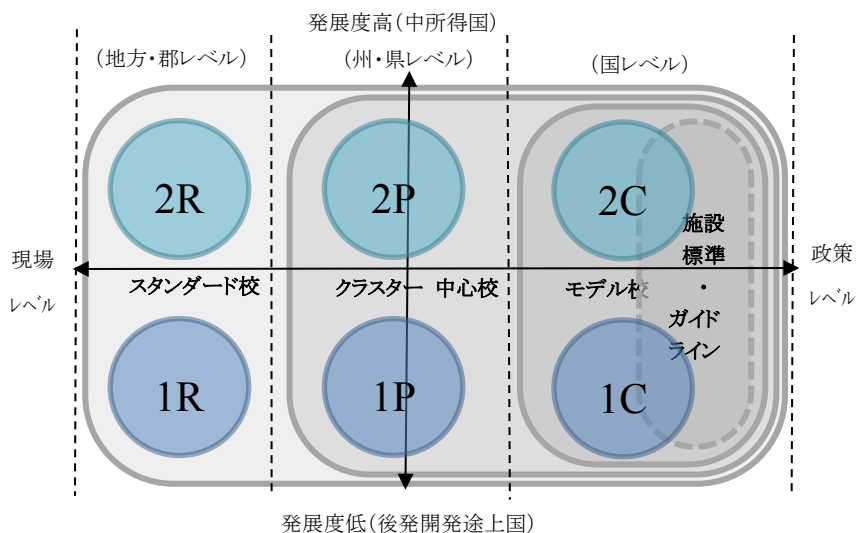 発展度高(中所得国)
(地方・郡レベル)
(州・県レベル)
(国レベル)
2R
2P
2C
施設
標準
・
ガイド
ライン
現場
レベル
スタンダード校
クラスター 中心校
モデル校
政策
レベル
1R
1P
1C
発展度低(後発開発途上国)